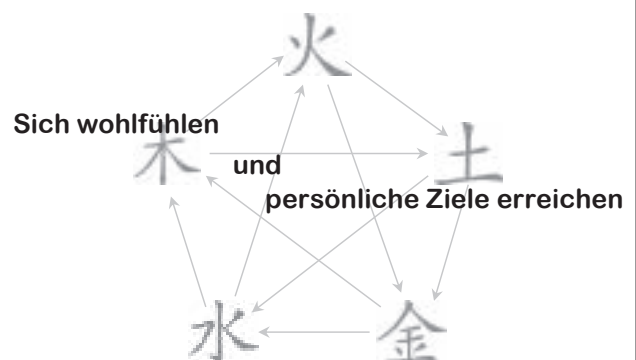 火
Sich wohlfühlen
木
土
und
persönliche Ziele erreichen
水
金